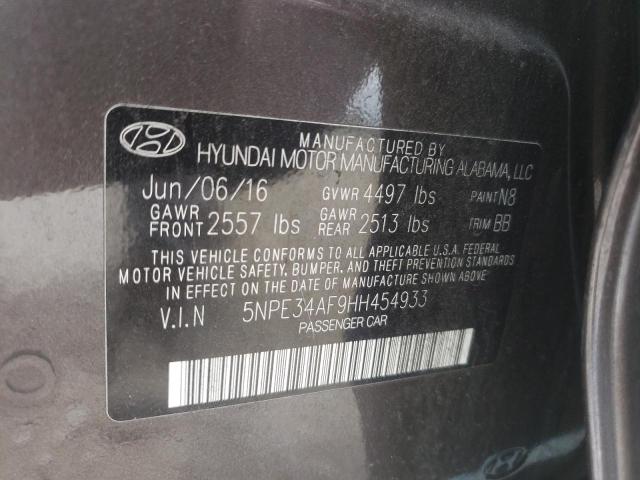 MANUFACTURED BY
HYUNDAI MOTOR MANUFACTURING ALABAMA, LLC
Jun/06/16 GVWR 4497 lbs PAINT N8
GAWR FRONT 2557 lbs GAWR REAR 2513 lbs TRIM BB
THIS VEHICLE CONFORMS TO ALL APPLICABLE U.S.A. FEDERAL
MOTOR VEHICLE SAFETY, BUMPER, AND THEFT PREVENTION STANDARDS
IN EFFECT ON THE DATE OF MANUFACTURE SHOWN ABOVE
V.I.N 5NPE34AF9HH454933
PASSENGER CAR